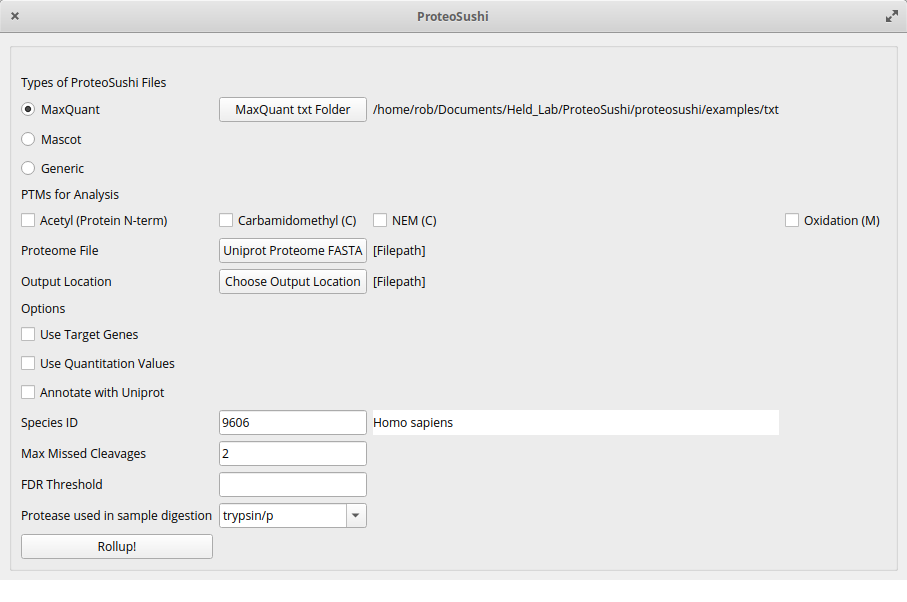 ProteoSushi
Types of ProteoSushi Files
MaxQuant MaxQuant txt Folder /home/rob/Documents/Held_Lab/ProteoSushi/proteosushi/examples/txt
Mascot
Generic
PTMs for Analysis
Acetyl (Protein N-term) Carbamidomethyl (C) NEM (C) Oxidation (M)
Proteome File Uniprot Proteome FASTA [Filepath]
Output Location Choose Output Location [Filepath]
Options
Use Target Genes
Use Quantitation Values
Annotate with Uniprot
Species ID 9606 Homo sapiens
Max Missed Cleavages 2
FDR Threshold
Protease used in sample digestion trypsin/p
Rollup!